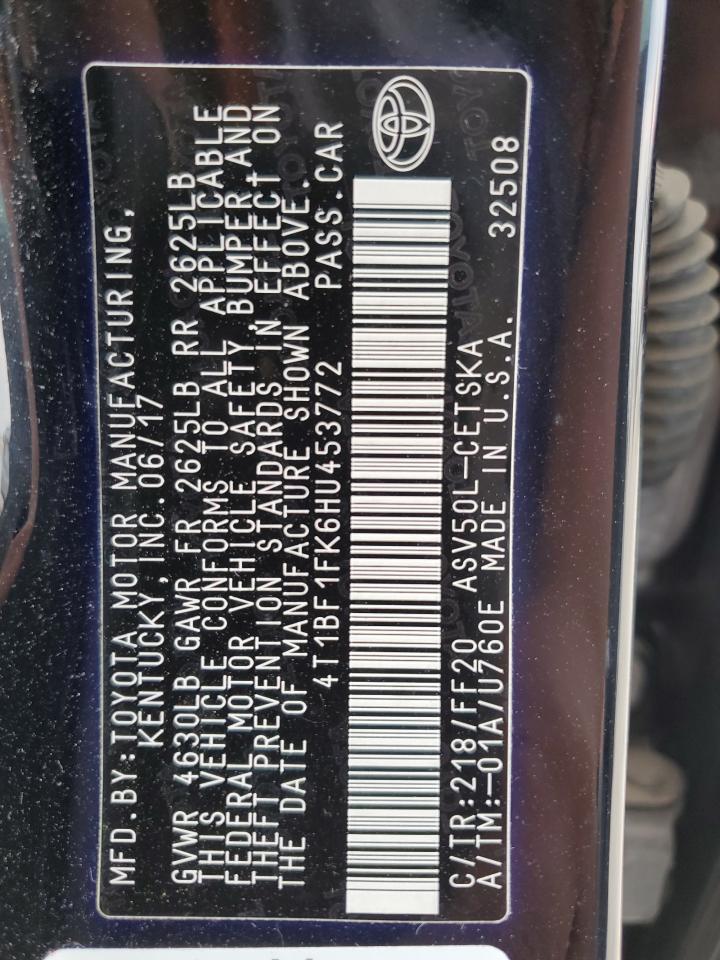 MFD.BY:TOYOTA MOTOR MANUFACTURING,
KENTUCKY,INC.06/17
GVWR 4630LB GAWR FR 2625LB RR 2625LB
THIS VEHICLE CONFORMS TO ALL APPLICABLE
FEDERAL MOTOR VEHICLE SAFETY,BUMPER,AND
THEFT PREVENTION STANDARDS IN EFFECT ON
THE DATE OF MANUFACTURE SHOWN ABOVE.
4T1BF1FK6HU453772 PASS.CAR
C/TR:218/FF20 ASV50L-CETSKA 32508
A/TM:-01A/U760E MADE IN U.S.A.